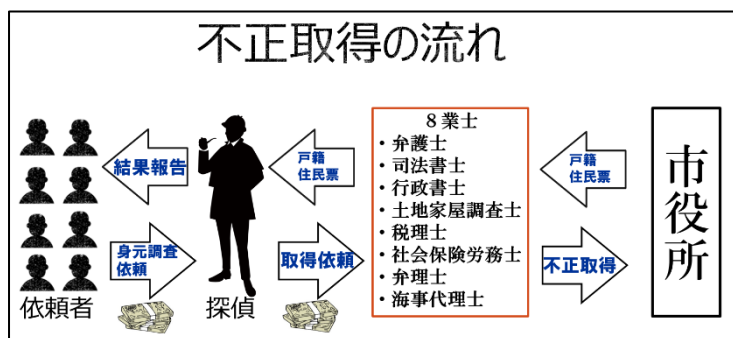 不正取得の流れ
結果報告
身元調査
依頼
依頼者
探偵
戸籍
住民票
取得依頼
8業士
・弁護士
・司法書士
・行政書士
・土地家屋調査士
・税理士
・社会保険労務士
・弁理士
・海事代理士
戸籍
住民票
不正取得
市役所